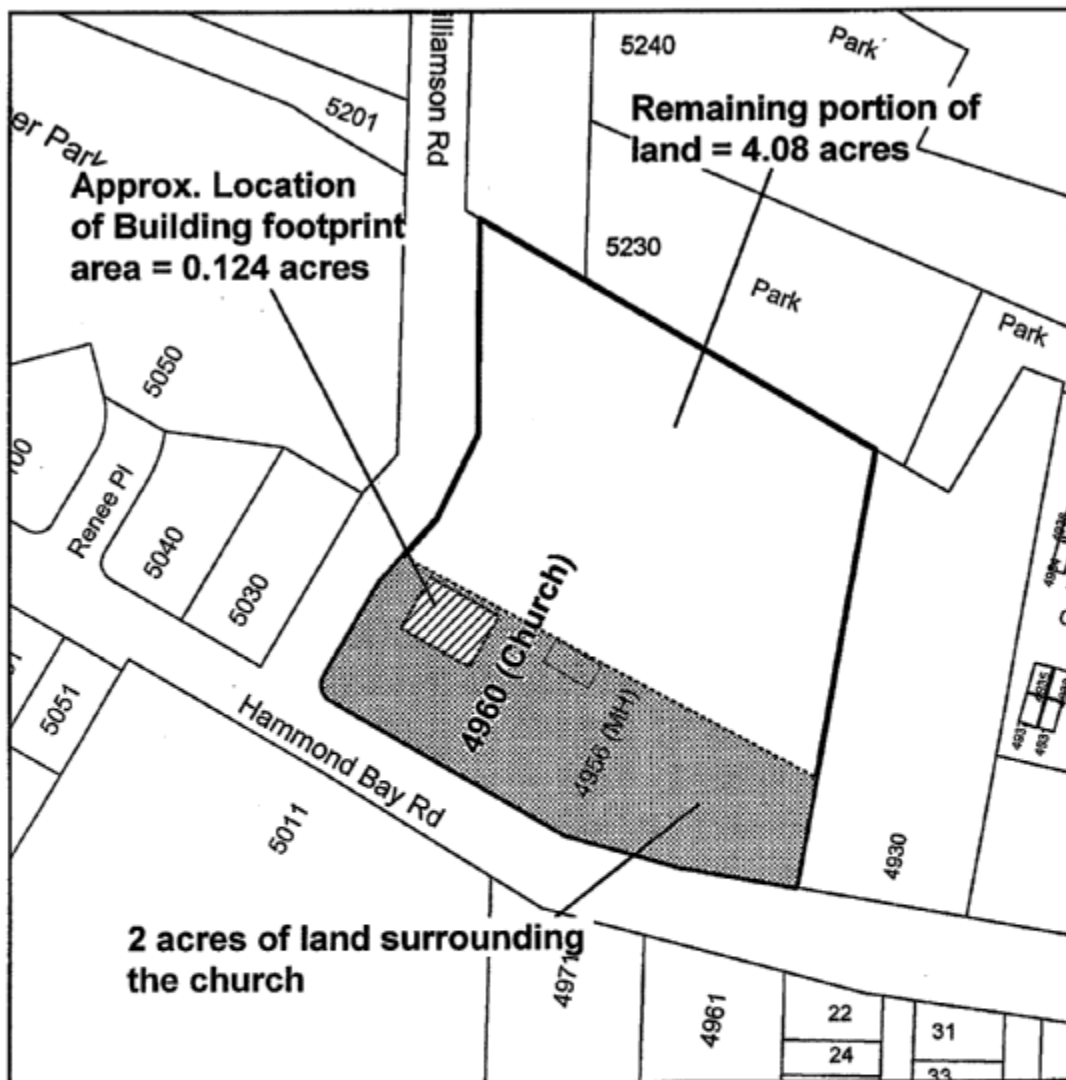 5240
Park
Williamson Rd
5201
Remaining portion of
land = 4.08 acres
er Park
Approx. Location
of Building footprint
area = 0.124 acres
5230
Park
Park
5050
Renee Pl
5040
5030
4960 (Church)
4956 (MH)
5051
Hammond Bay Rd
5011
4930
2 acres of land surrounding
the church
4971
4961
22
31
24
33